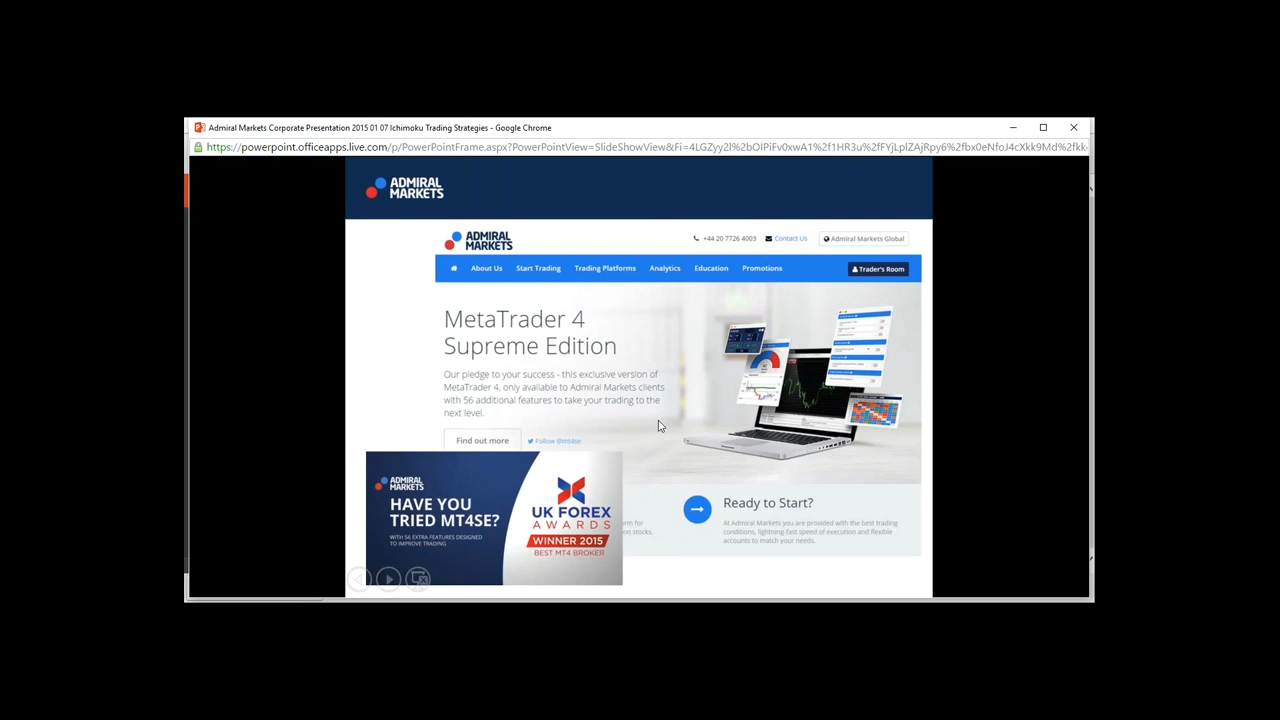 Admiral Markets Corporate Presentation 2015 01 07 Ichimoku Trading Strategies - Google Chrome
https://powerpoint.officeapps.live.com/p/PowerPointFrame.aspx?PowerPointView=SlideShowView&Fi=
ADMIRAL
MARKETS
ADMIRAL
MARKETS
+44 20 7726 4003 Contact Us Admiral Markets Global
About Us Start Trading Trading Platforms Analytics Education Promotions Trader's Room
MetaTrader 4
Supreme Edition
Our pledge to your success - this exclusive version of
MetaTrader 4, only available to Admiral Markets clients
with 56 additional features to take your trading to the
next level.
Find out more Follow @mt4se
ADMIRAL
MARKETS
HAVE YOU
TRIED MT4SE?
WITH 56 EXTRA FEATURES DESIGNED
TO IMPROVE TRADING
UK FOREX
AWARDS
WINNER 2015
BEST MT4 BROKER
for
on stocks,
Ready to Start?
At Admiral Markets you are provided with the best trading
conditions, lightning-fast speed of execution and flexible
accounts to match your needs.